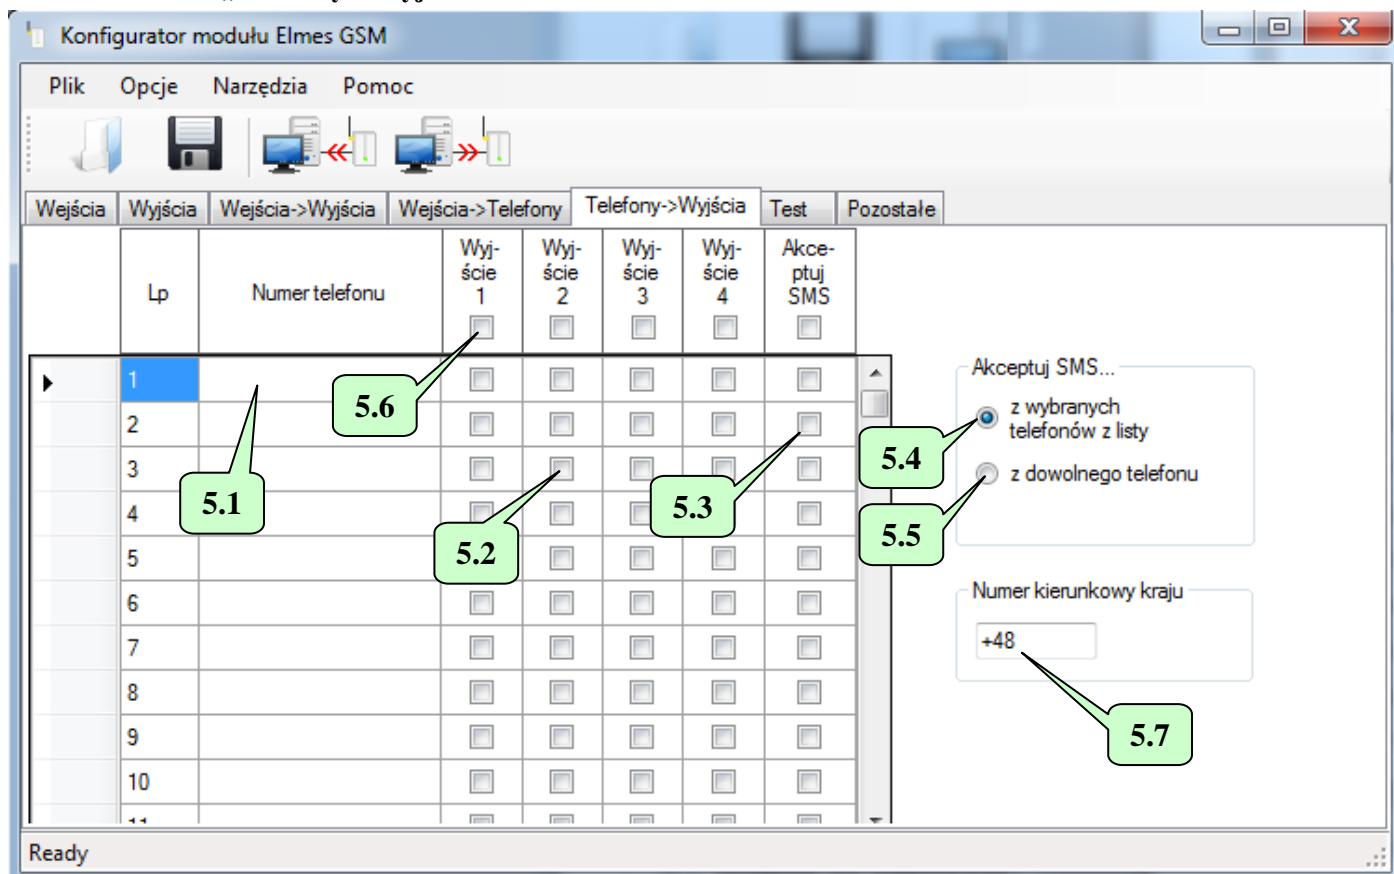 Konfigurator modułu Elmes GSM
Plik Opcje Narzędzia Pomoc
Wejścia Wyjścia Wejścia->Wyjścia Wejścia->Telefony Telefony->Wyjścia Test Pozostałe
Lp Numer telefonu Wyj-ście 1 Wyj-ście 2 Wyj-ście 3 Wyj-ście 4 Akce-ptuj SMS
1
2
3
4
5
6
7
8
9
10
11
5.6
5.1
5.2
5.3
Akceptuj SMS...
z wybranych
telefonów z listy
5.4
z dowolnego telefonu
5.5
Numer kierunkowy kraju
+48
5.7
Ready